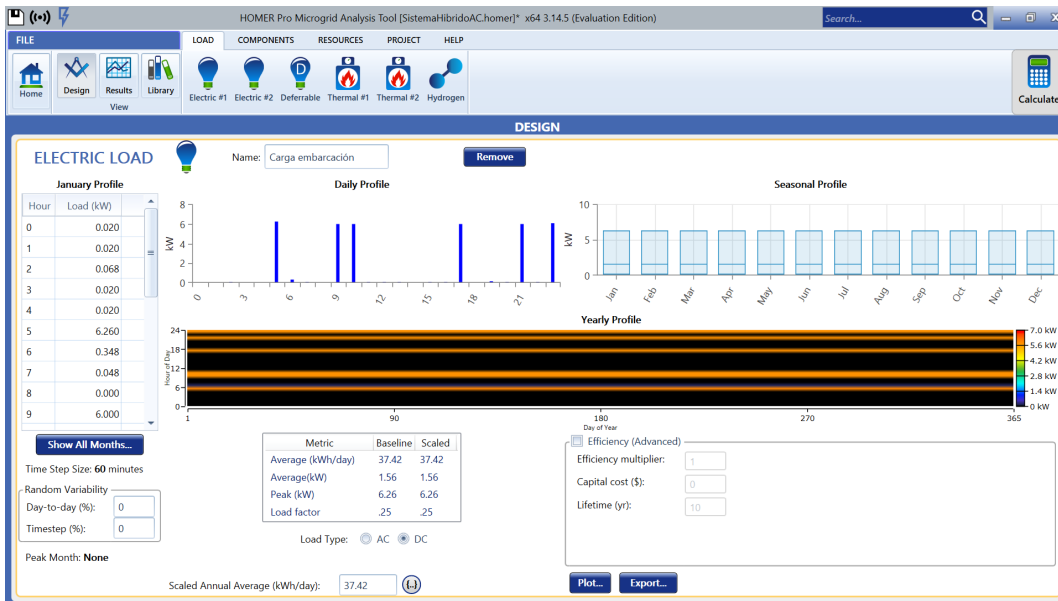 HOMER Pro Microgrid Analysis Tool [SistemaHibridoAC.homer]* x64 3.14.5 (Evaluation Edition)
Search...
FILE
LOAD COMPONENTS RESOURCES PROJECT HELP
Home Design Results Library
View
Electric #1 Electric #2 Deferrable Thermal #1 Thermal #2 Hydrogen
D
Calculate
DESIGN
ELECTRIC LOAD
Name: Carga embarcación
Remove
January Profile
Hour Load (kW)
0 0.020
1 0.020
2 0.068
3 0.020
4 0.020
5 6.260
6 0.348
7 0.048
8 0.000
9 6.000
Show All Months...
Time Step Size: 60 minutes
Random Variability
Day-to-day (%): 0
Timestep (%): 0
Peak Month: None
Daily Profile
kW
8
6
4
2
0
0 3 6 9 12 15 18 21
Seasonal Profile
kW
10
5
0
Jan Feb Mar Apr May Jun Jul Aug Sep Oct Nov Dec
Yearly Profile
Hour of Day
24
18
12
6
0
1 90 180 270 365
Day of Year
7.0 kW
5.6 kW
4.2 kW
2.8 kW
1.4 kW
0 kW
Metric Baseline Scaled
Average (kWh/day) 37.42 37.42
Average(kW) 1.56 1.56
Peak (kW) 6.26 6.26
Load factor .25 .25
Load Type: AC DC
Scaled Annual Average (kWh/day): 37.42 {..}
Efficiency (Advanced)
Efficiency multiplier: 1
Capital cost ($): 0
Lifetime (yr): 10
Plot... Export...